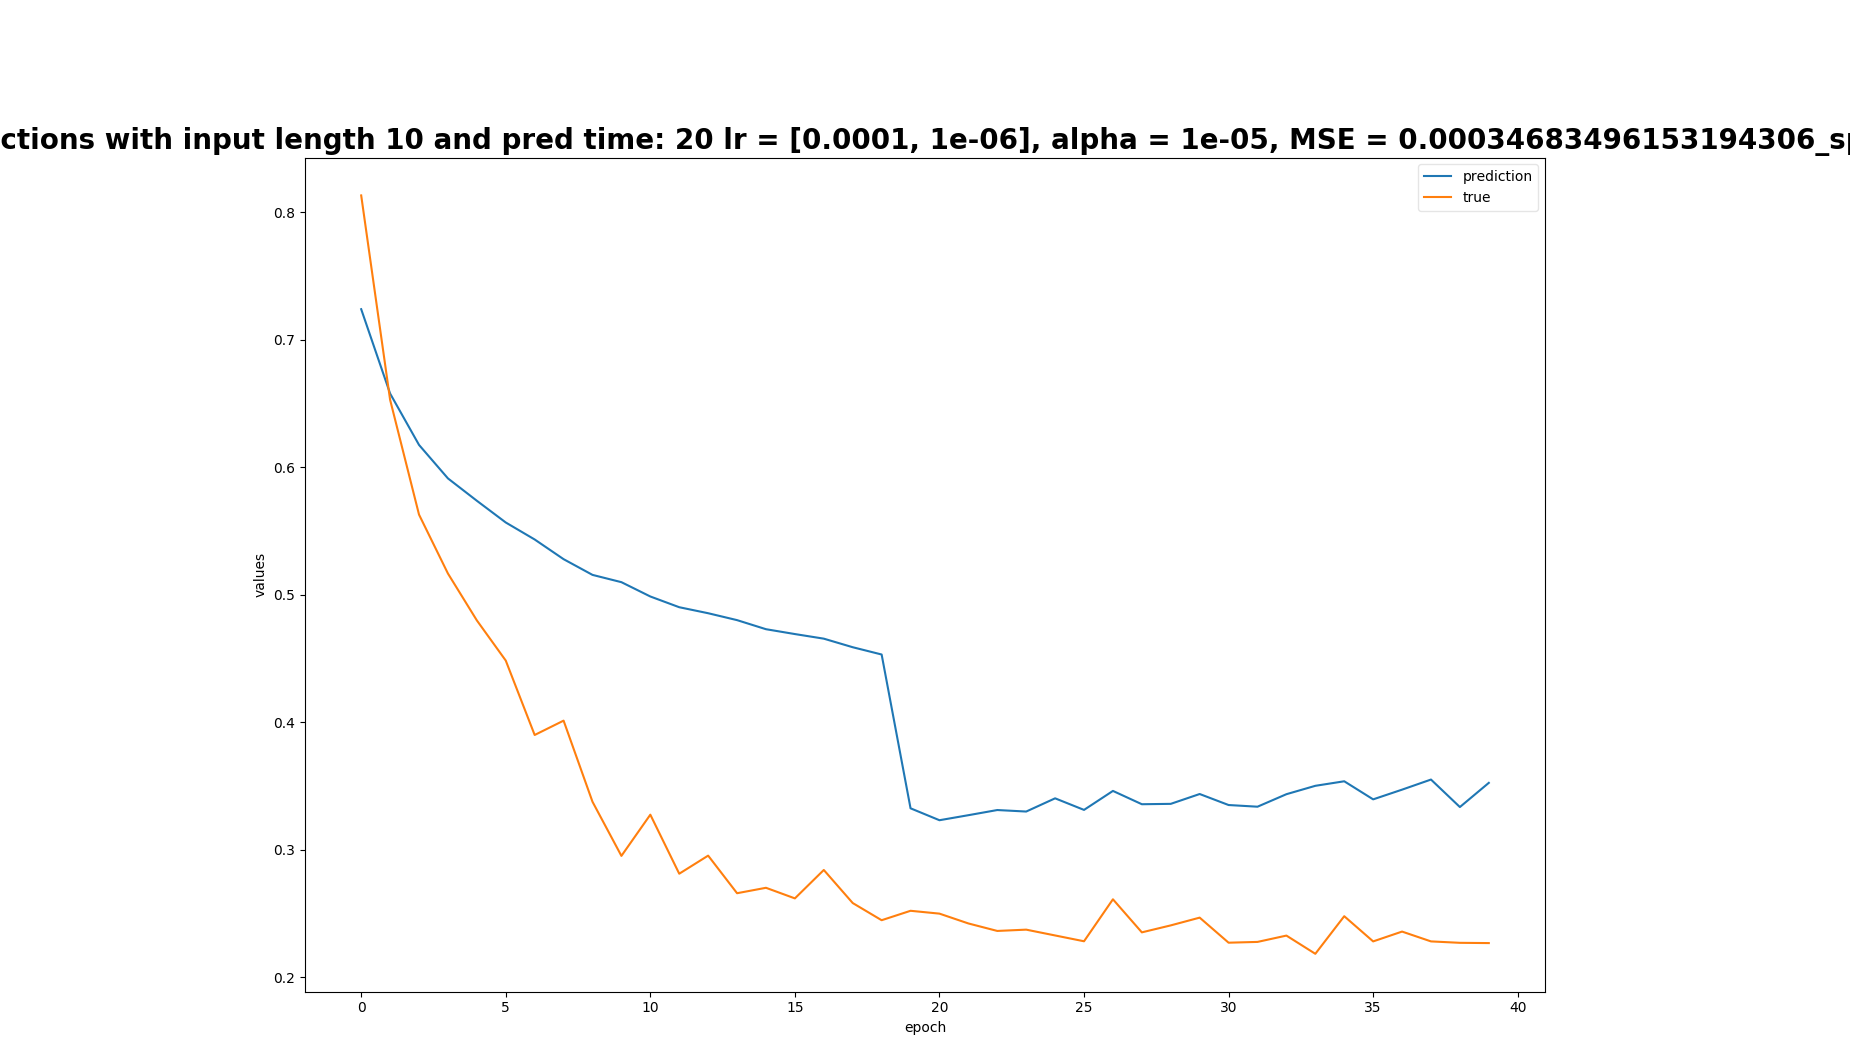 ctions with input length 10 and pred time: 20 lr = [0.0001, 1e-06], alpha = 1e-05, MSE = 0.00034683496153194306_sp
prediction
true
0.8
0.7
0.6
0.5
0.4
0.3
0.2
values
0 5 10 15 20 25 30 35 40
epoch